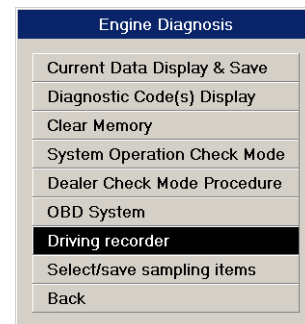 Engine Diagnosis
Current Data Display & Save
Diagnostic Code(s) Display
Clear Memory
System Operation Check Mode
Dealer Check Mode Procedure
OBD System
Driving recorder
Select/save sampling items
Back